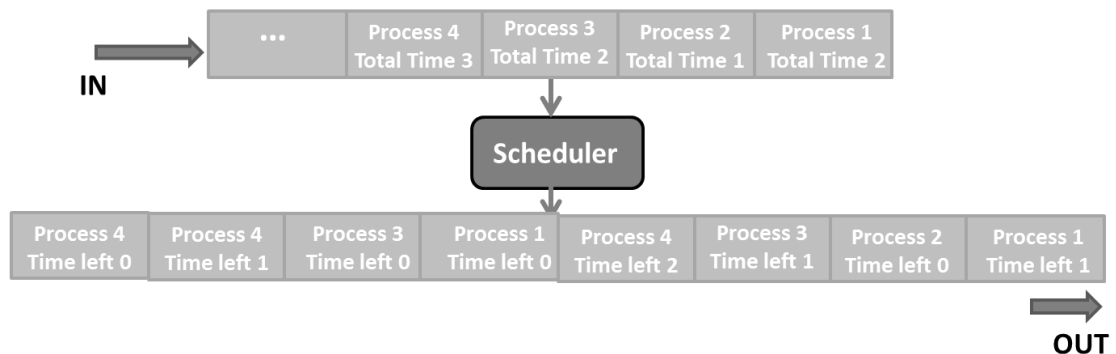 ...
Process 4
Total Time 3
Process 3
Total Time 2
Process 2
Total Time 1
Process 1
Total Time 2
IN
Scheduler
Process 4
Time left 0
Process 4
Time left 1
Process 3
Time left 0
Process 1
Time left 0
Process 4
Time left 2
Process 3
Time left 1
Process 2
Time left 0
Process 1
Time left 1
OUT